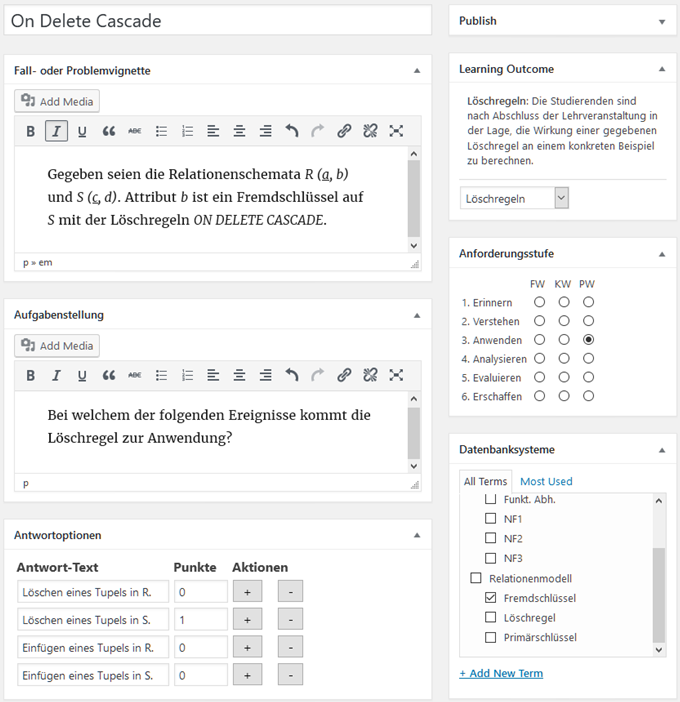 On Delete Cascade
Fall- oder Problemvignette
Add Media
B I U ABC
Gegeben seien die Relationenschemata R (a, b)
und S (c, d). Attribut b ist ein Fremdschlüssel auf
S mit der Löschregeln ON DELETE CASCADE.
p » em
Aufgabenstellung
Add Media
B I U ABC
Bei welchem der folgenden Ereignisse kommt die
Löschregel zur Anwendung?
p
Antwortoptionen
Antwort-Text Punkte Aktionen
Löschen eines Tupels in R. 0 + -
Löschen eines Tupels in S. 1 + -
Einfügen eines Tupels in R. 0 + -
Einfügen eines Tupels in S. 0 + -
Publish
Learning Outcome
Löschregeln: Die Studierenden sind
nach Abschluss der Lehrveranstaltung in
der Lage, die Wirkung einer gegebenen
Löschregel an einem konkreten Beispiel
zu berechnen.
Löschregeln
Anforderungsstufe
FW KW PW
1. Erinnern
2. Verstehen
3. Anwenden
4. Analysieren
5. Evaluieren
6. Erschaffen
Datenbanksysteme
All Terms Most Used
Funkt. Abh.
NF1
NF2
NF3
Relationenmodell
Fremdschlüssel
Löschregel
Primärschlüssel
+ Add New Term